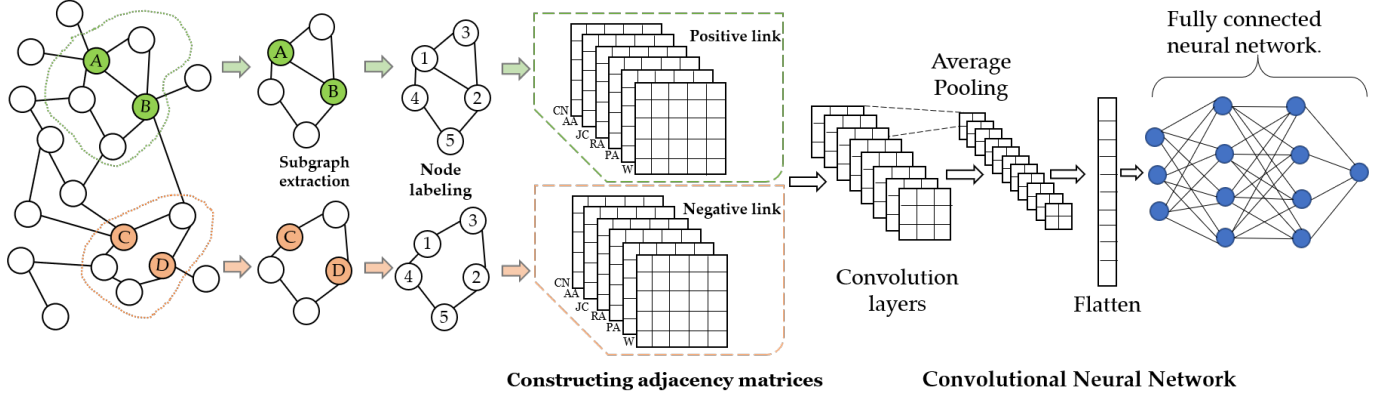 A
B
C
D
A
B
Subgraph
extraction
C
D
1
3
4
2
5
Node
labeling
1
3
4
2
5
Positive link
CN
AA
JC
RA
PA
W
Negative link
CN
AA
JC
RA
PA
W
Constructing adjacency matrices
Convolution
layers
Average
Pooling
Flatten
Fully connected
neural network.
Convolutional Neural Network